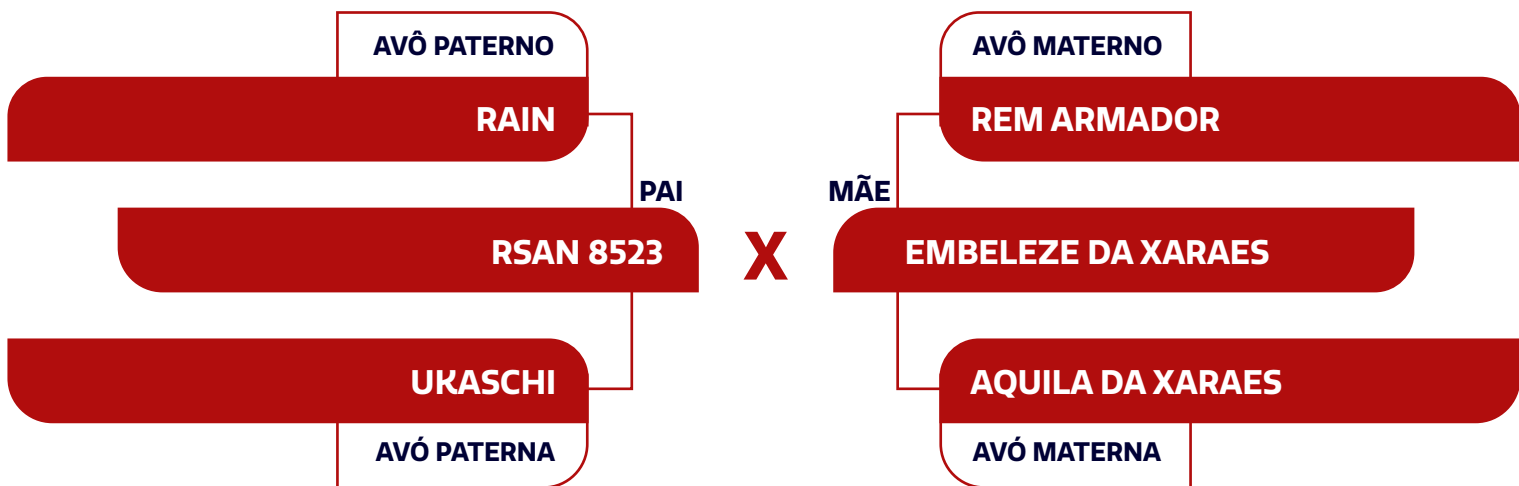 AVÔ PATERNO
RAIN
PAI
RSAN 8523
UKASCHI
AVÓ PATERNA
X
AVÔ MATERNO
REM ARMADOR
MÃE
EMBELEZE DA XARAES
AQUILA DA XARAES
AVÓ MATERNA